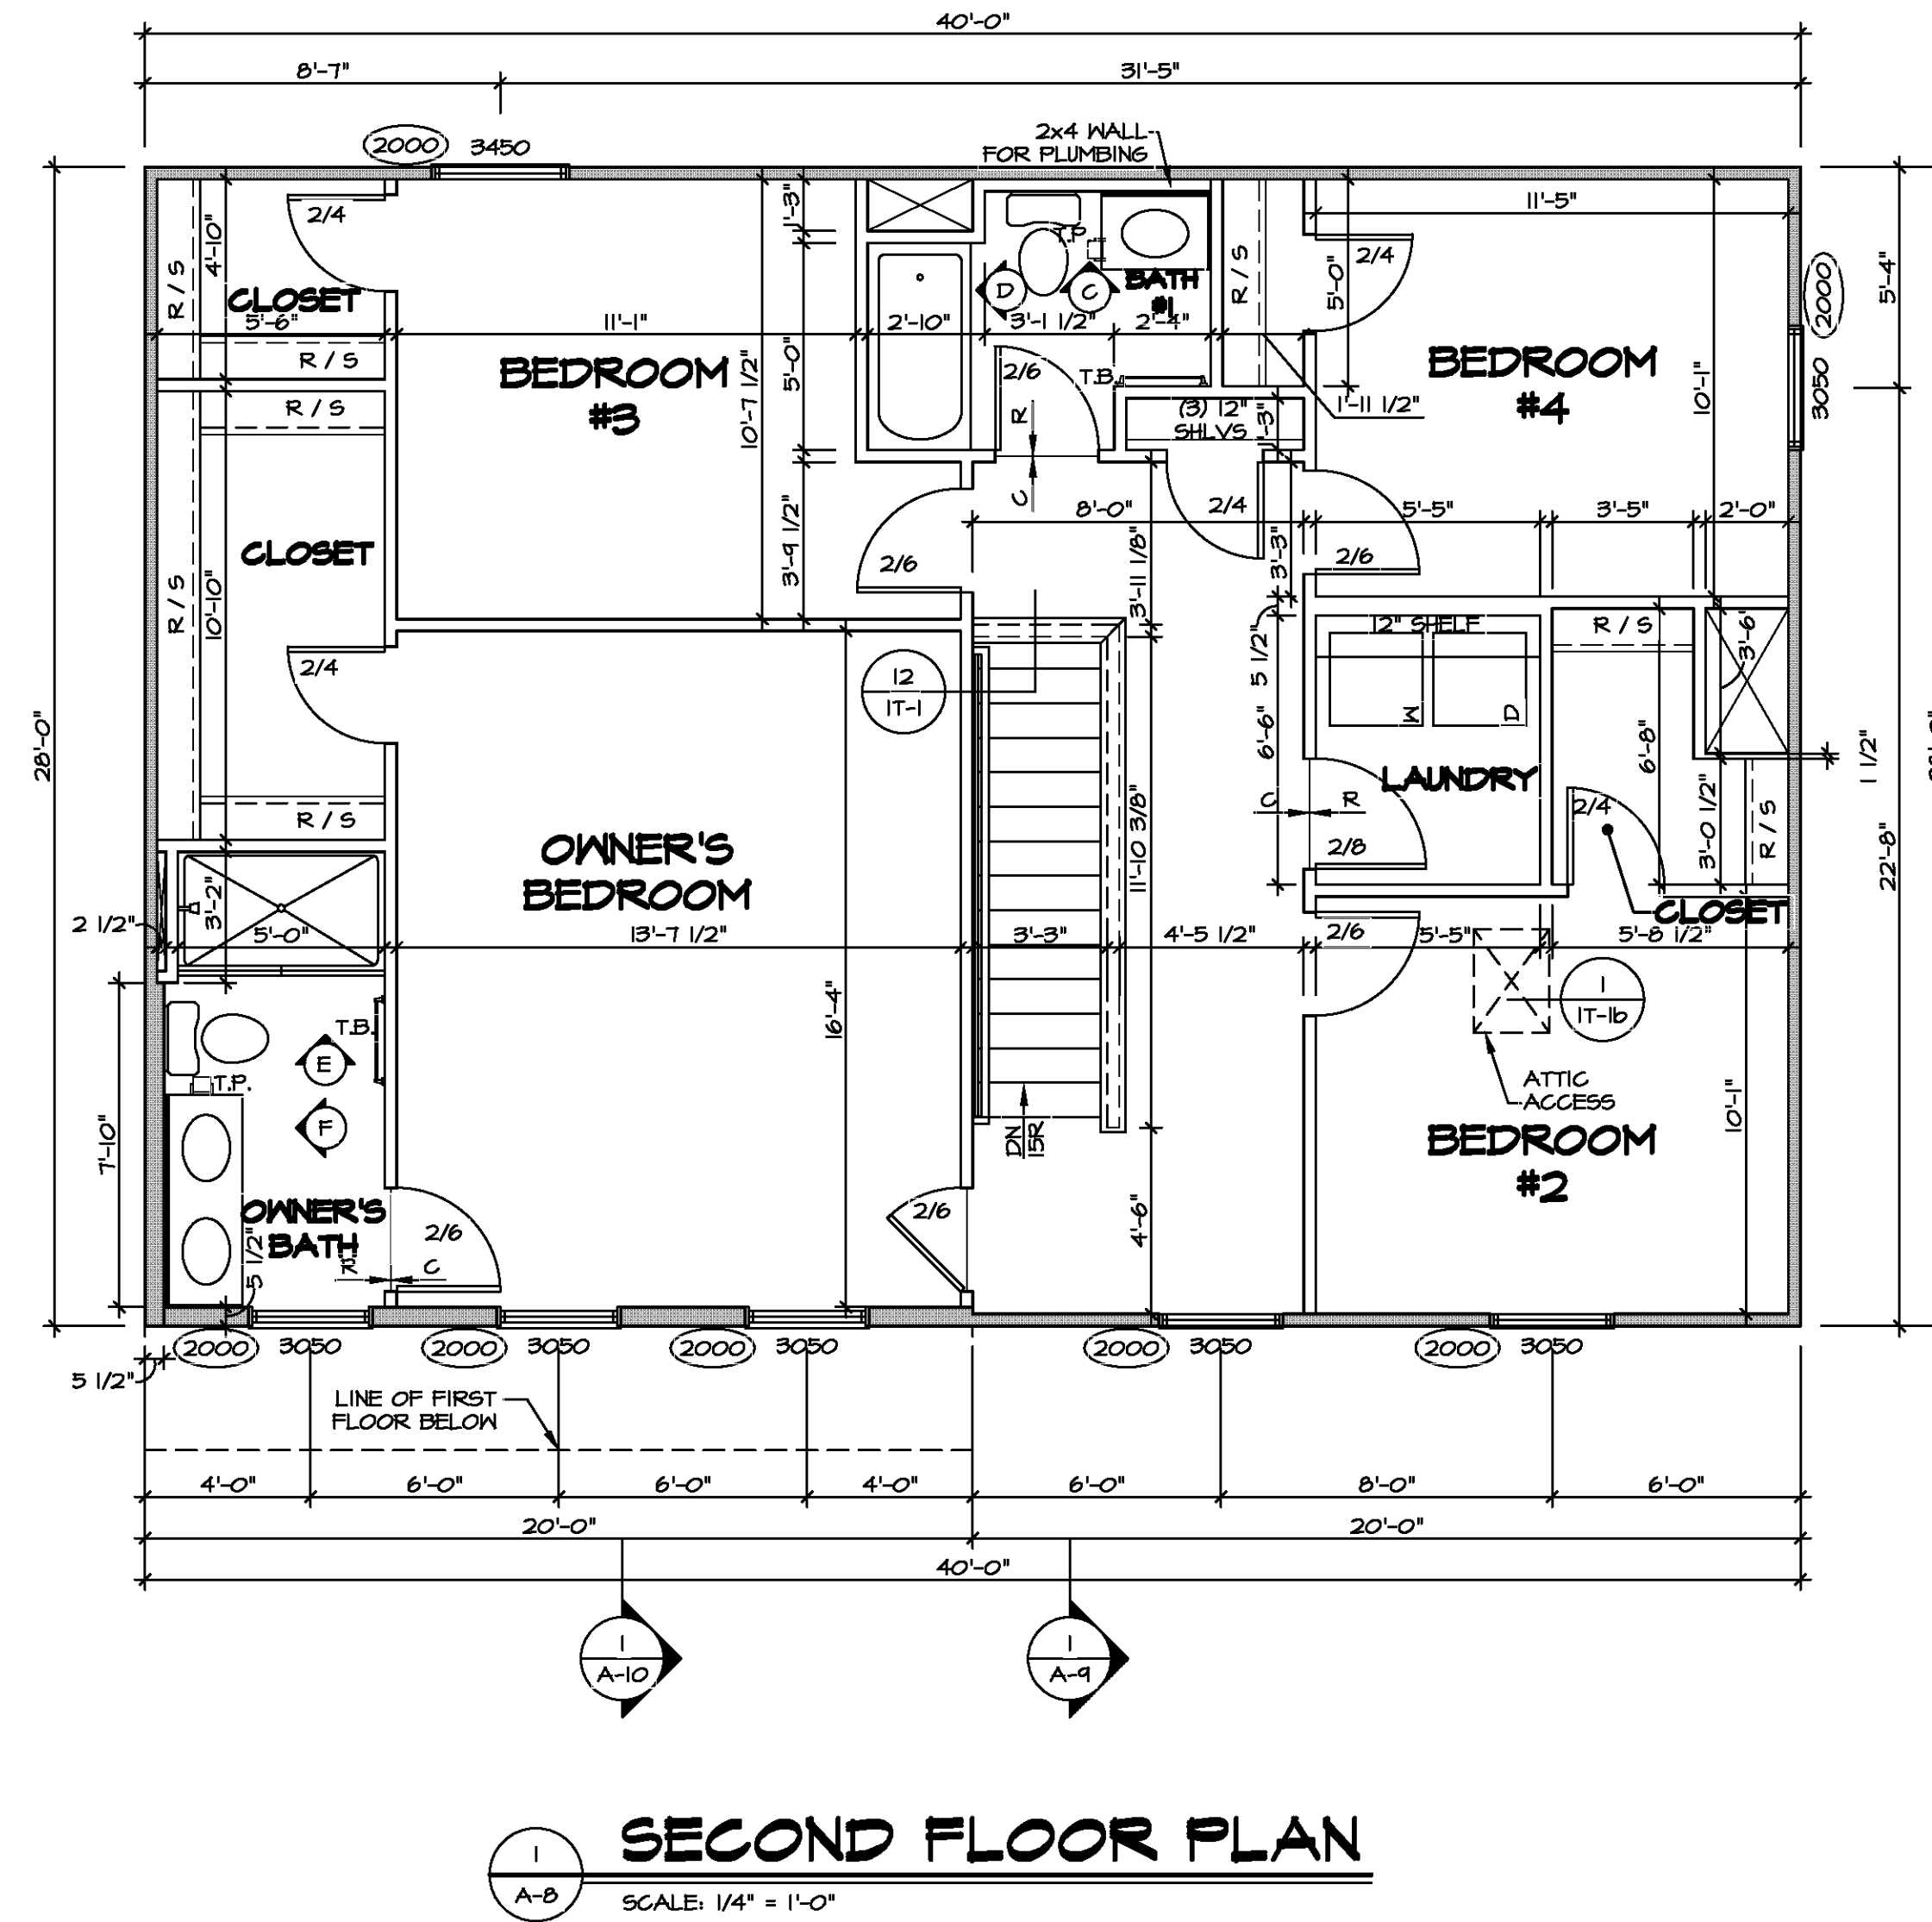 40'-0"
8'-7"
31'-5"
2x4 WALL
FOR PLUMBING
2000 3450
11'-5"
2/4
1'-3"
T.P.
R / S
4'-10"
R / S
2/4
5'-0"
5'-4"
2000
CLOSET
D
C
BATH
#1
5'-6"
11'-1"
2'-10"
3'-1 1/2"
2'-4"
R / S
BEDROOM
#3
10'-7 1/2"
5'-0"
2/6
T.B.
BEDROOM
#4
10'-1"
3050
1'-11 1/2"
R / S
(3) 12"
SHLVS
1'-3"
R
C
8'-0"
2/4
5'-5"
3'-5"
2'-0"
CLOSET
3'-9 1/2"
2/6
3'-11 1/8"
3'-3"
2/6
R / S
10'-10"
12" SHELF
R / S
3'-6"
5 1/2"
2/4
12
1T-1
W
D
28'-0"
6'-6"
6'-8"
1 1/2"
LAUNDRY
R / S
C
R
2/4
3'-0 1/2"
R / S
OWNER'S
BEDROOM
11'-10 3/8"
2/8
22'-8"
3'-2"
CLOSET
2 1/2"
5'-0"
13'-7 1/2"
3'-3"
4'-5 1/2"
2/6
5'-5"
5'-8 1/2"
16'-4"
1
1T-1b
T.B.
E
T.P.
ATTIC
ACCESS
10'-1"
F
7'-10"
DN
15R
BEDROOM
#2
OWNER'S
BATH
5 1/2"
2/6
2/6
4'-6"
R
C
2000 3050
2000 3050
2000 3050
2000 3050
2000 3050
5 1/2"
LINE OF FIRST
FLOOR BELOW
4'-0"
6'-0"
6'-0"
4'-0"
6'-0"
8'-0"
6'-0"
20'-0"
20'-0"
40'-0"
1
A-10
1
A-9
1
A-8
SECOND FLOOR PLAN
SCALE: 1/4" = 1'-0"